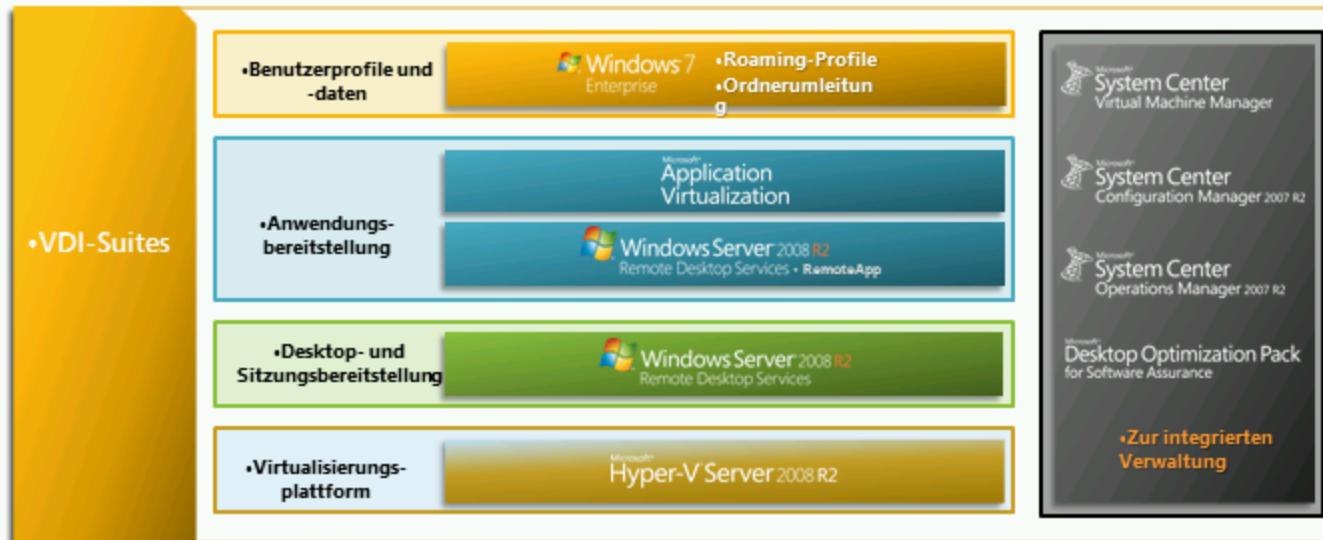 •VDI-Suites
•Benutzerprofile und
-daten
Windows 7
Enterprise
•Roaming-Profile
•Ordnerumleitun
g
•Anwendungs-
bereitstellung
Microsoft
Application
Virtualization
Windows Server 2008 R2
Remote Desktop Services • RemoteApp
•Desktop- und
Sitzungsbereitstellung
Windows Server 2008 R2
Remote Desktop Services
•Virtualisierungs-
plattform
Microsoft
Hyper-V Server 2008 R2
Microsoft
System Center
Virtual Machine Manager
Microsoft
System Center
Configuration Manager 2007 R2
Microsoft
System Center
Operations Manager 2007 R2
Microsoft
Desktop Optimization Pack
for Software Assurance
•Zur integrierten
Verwaltung